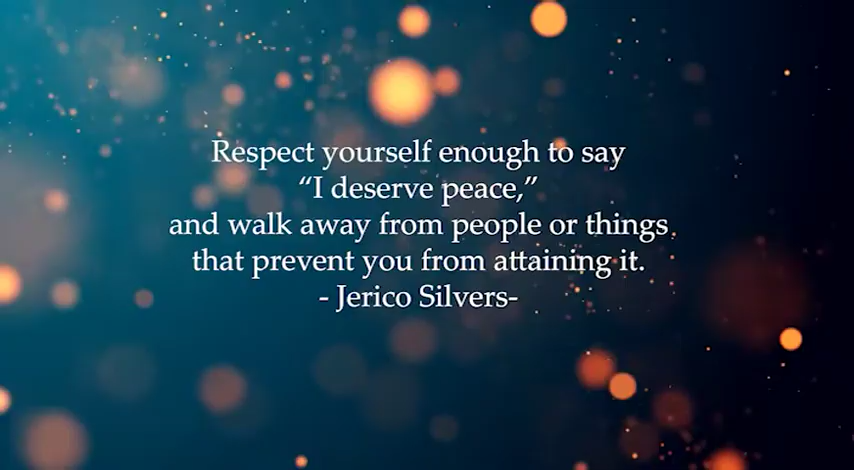 Respect yourself enough to say
“I deserve peace,”
and walk away from people or things
that prevent you from attaining it.
- Jerico Silvers-